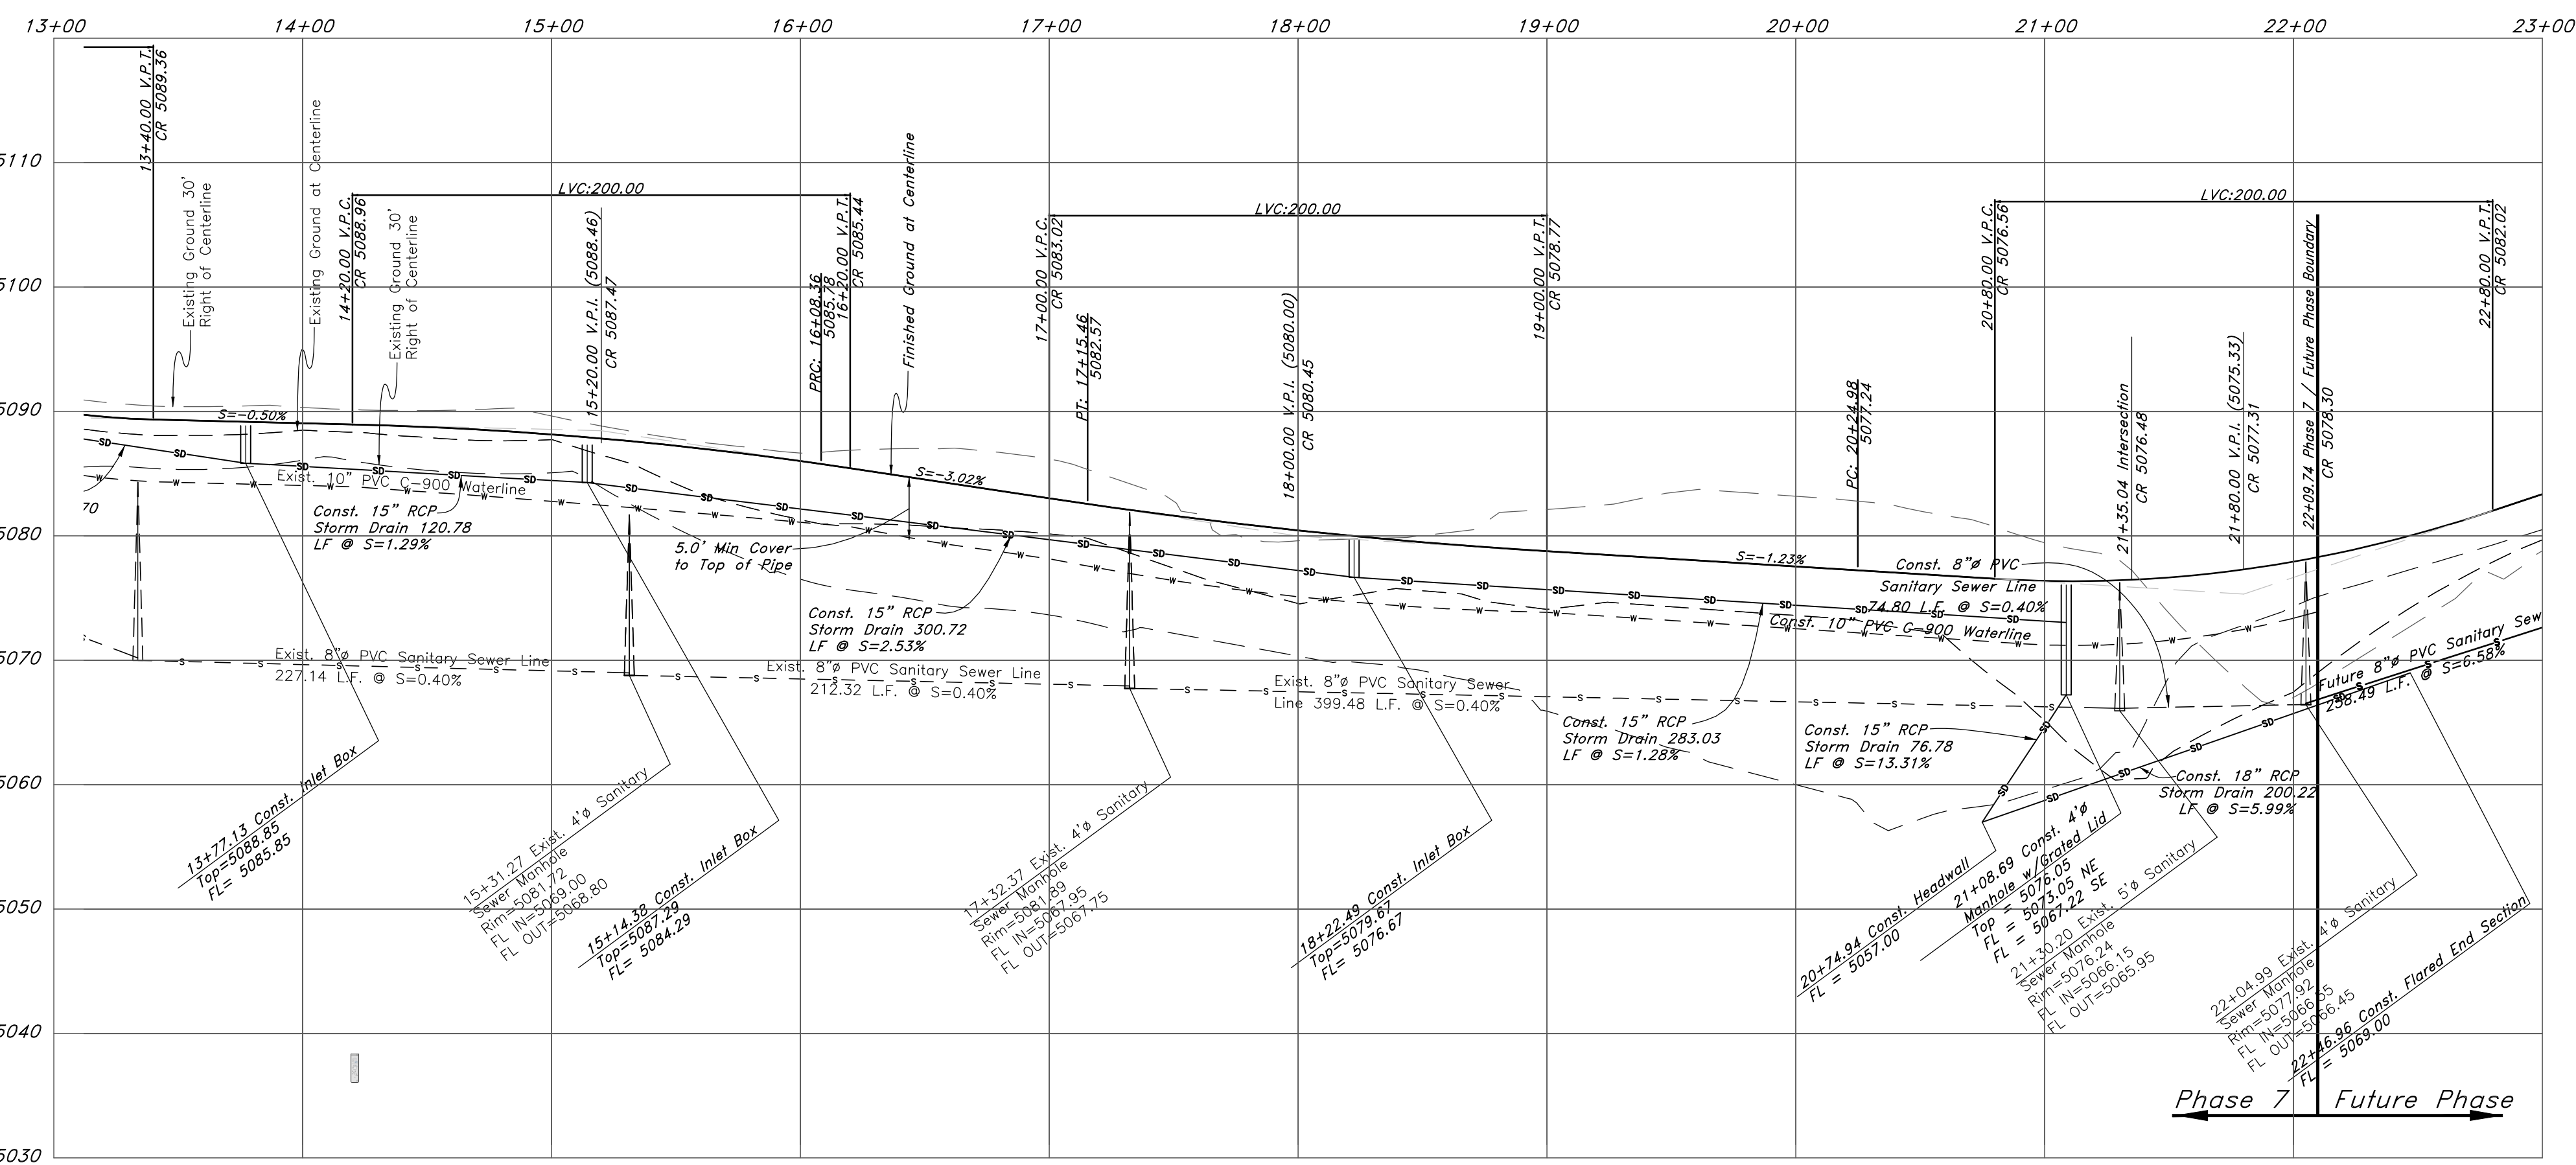 13+00
14+00
15+00
16+00
17+00
18+00
19+00
20+00
21+00
22+00
23+00
5110
5100
5090
5080
5070
5060
5050
5040
5030
13+40.00 V.P.T.
CR 5089.36
Existing Ground 30'
Right of Centerline
Existing Ground at Centerline
14+20.00 V.P.C.
CR 5088.96
Existing Ground 30'
Right of Centerline
LVC:200.00
15+20.00 V.P.I. (5088.46)
CR 5087.47
PRC: 16+08.36
5085.78
16+20.00 V.P.T.
CR 5085.44
Finished Ground at Centerline
17+00.00 V.P.C.
CR 5083.02
PT: 17+15.46
5082.57
LVC:200.00
18+00.00 V.P.I. (5080.00)
CR 5080.45
19+00.00 V.P.T.
CR 5078.77
PC: 20+24.98
5077.24
20+80.00 V.P.C.
CR 5076.56
LVC:200.00
21+35.04 Intersection
CR 5076.48
21+80.00 V.P.I. (5075.33)
CR 5077.31
22+09.74 Phase 7 / Future Phase Boundary
CR 5078.30
22+80.00 V.P.T.
CR 5082.02
S=-0.50%
S=-3.02%
S=-1.23%
70
Exist. 10" PVC C-900 Waterline
Const. 15" RCP
Storm Drain 120.78
LF @ S=1.29%
5.0' Min Cover
to Top of Pipe
Const. 15" RCP
Storm Drain 300.72
LF @ S=2.53%
Const. 8"ø PVC
Sanitary Sewer Line
74.80 L.F. @ S=0.40%
Const. 10" PVC C-900 Waterline
Exist. 8"ø PVC Sanitary Sewer Line
227.14 L.F. @ S=0.40%
Exist. 8"ø PVC Sanitary Sewer Line
212.32 L.F. @ S=0.40%
Exist. 8"ø PVC Sanitary Sewer
Line 399.48 L.F. @ S=0.40%
Future 8"ø PVC Sanitary Sew
258.49 L.F. @ S=6.58%
Const. 15" RCP
Storm Drain 283.03
LF @ S=1.28%
Const. 15" RCP
Storm Drain 76.78
LF @ S=13.31%
Const. 18" RCP
Storm Drain 200.22
LF @ S=5.99%
13+77.13 Const. Inlet Box
Top=5088.85
FL= 5085.85
15+31.27 Exist. 4'ø Sanitary
Sewer Manhole
Rim=5081.72
FL IN=5069.00
FL OUT=5068.80
15+14.38 Const. Inlet Box
Top=5087.29
FL= 5084.29
17+32.37 Exist. 4'ø Sanitary
Sewer Manhole
Rim=5081.89
FL IN=5067.95
FL OUT=5067.75
18+22.49 Const. Inlet Box
Top=5079.67
FL= 5076.67
20+74.94 Const. Headwall
FL = 5057.00
21+08.69 Const. 4'ø
Manhole w/Grated Lid
Top = 5076.05
FL = 5073.05 NE
FL = 5067.22 SE
21+30.20 Exist. 5'ø Sanitary
Sewer Manhole
Rim=5076.24
FL IN=5066.15
FL OUT=5065.95
22+04.99 Exist. 4'ø Sanitary
Sewer Manhole
Rim=5077.92
FL IN=5066.65
FL OUT=5066.45
22+46.96 Const. Flared End Section
FL = 5069.00
Phase 7
Future Phase